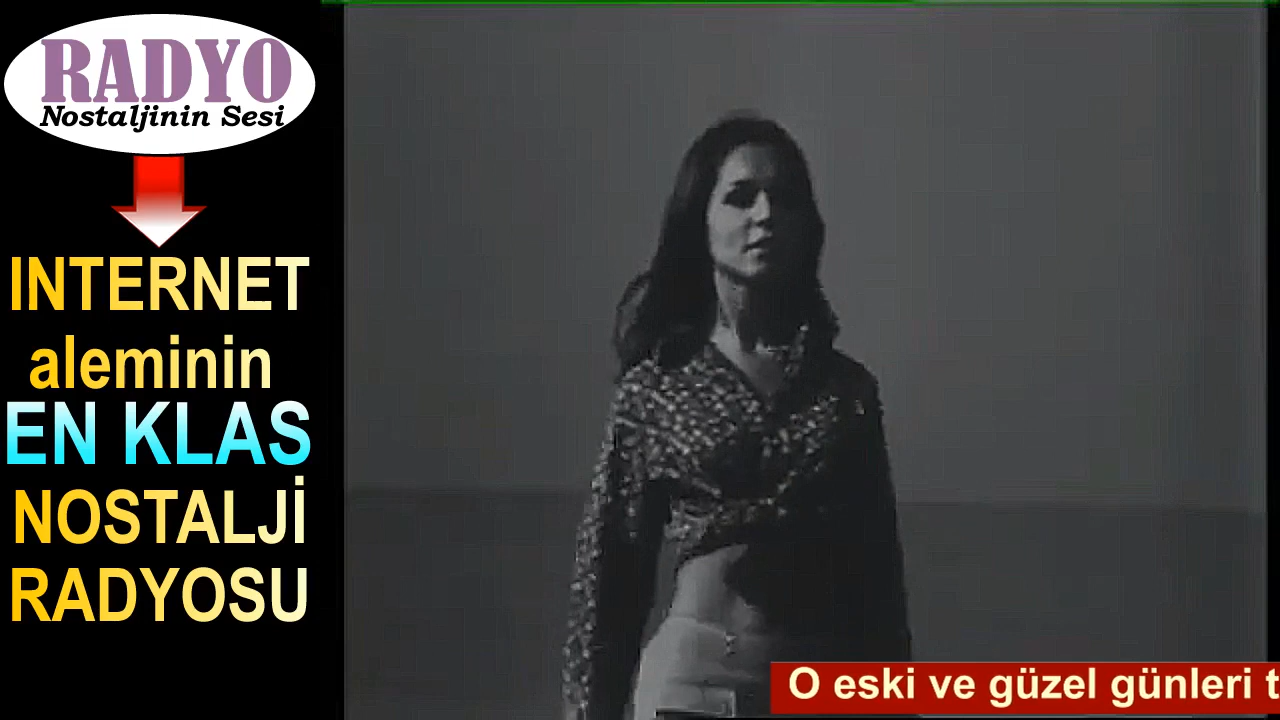 RADYO
Nostaljinin Sesi
INTERNET
aleminin
EN KLAS
NOSTALJİ
RADYOSU
O eski ve güzel günleri t